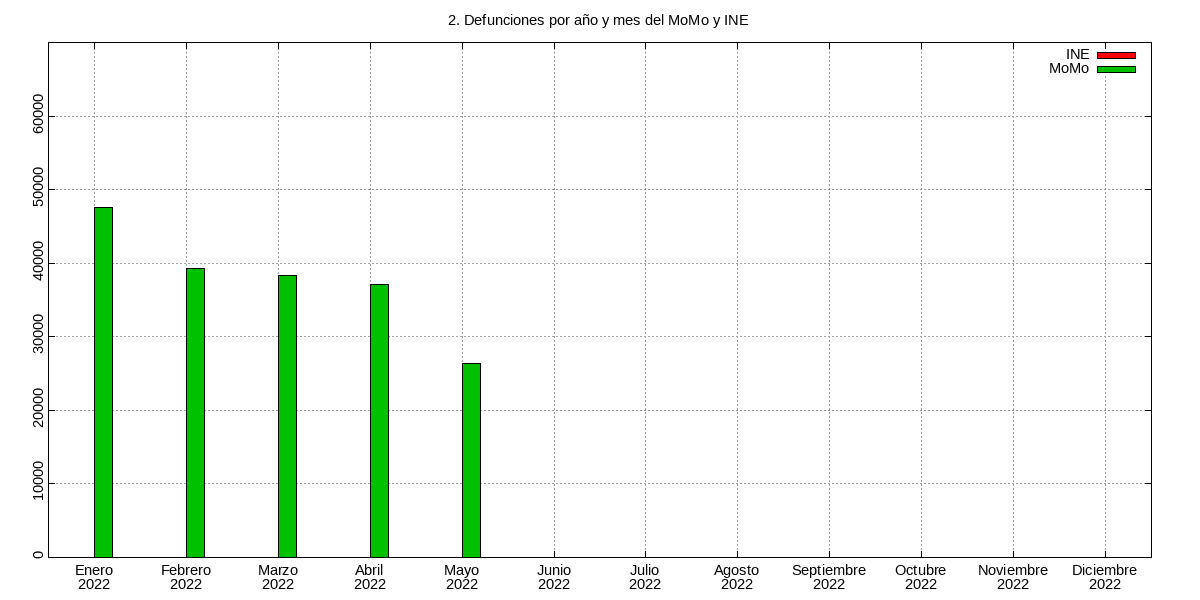 2. Defunciones por año y mes del MoMo y INE
INE
MoMo
60000
50000
40000
30000
20000
10000
0
Enero Febrero Marzo Abril Mayo Junio Julio Agosto Septiembre Octubre Noviembre Diciembre
2022 2022 2022 2022 2022 2022 2022 2022 2022 2022 2022 2022